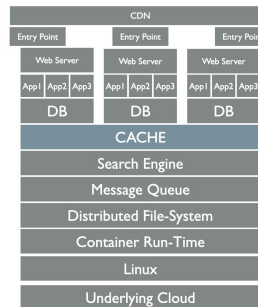 CDN
Entry Point Entry Point Entry Poin
Web Server Web Server Web Server
App1 App2 App3 App1 App2 App3 App1 App2 App3
DB DB DB
CACHE
Search Engine
Message Queue
Distributed File-System
Container Run-Time
Linux
Underlying Cloud